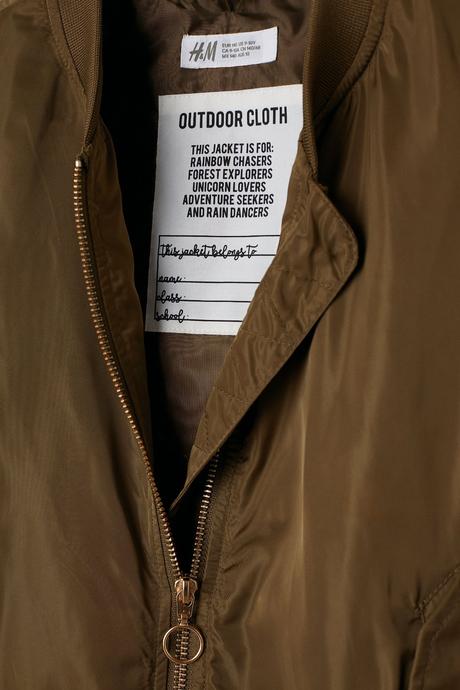 H&M
OUTDOOR CLOTH
THIS JACKET IS FOR:
RAINBOW CHASERS
FOREST EXPLORERS
UNICORN LOVERS
ADVENTURE SEEKERS
AND RAIN DANCERS
this jacket belongs to
name:
class:
school: